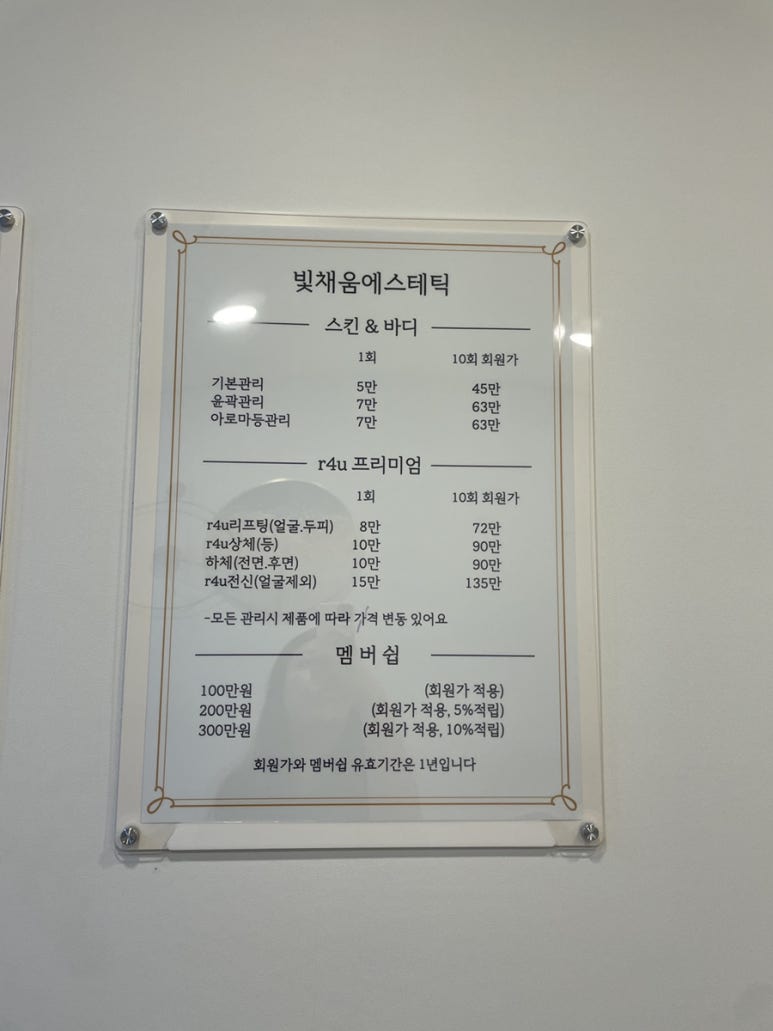 빛채움에스테틱
스킨 & 바디
1회 10회 회원가
기본관리 5만 45만
윤곽관리 7만 63만
아로마등관리 7만 63만
r4u 프리미엄
1회 10회 회원가
r4u리프팅(얼굴.두피) 8만 72만
r4u상체(등) 10만 90만
하체(전면.후면) 10만 90만
r4u전신(얼굴제외) 15만 135만
-모든 관리시 제품에 따라 가격 변동 있어요
멤 버 쉽
100만원 (회원가 적용)
200만원 (회원가 적용, 5%적립)
300만원 (회원가 적용, 10%적립)
회원가와 멤버쉽 유효기간은 1년입니다